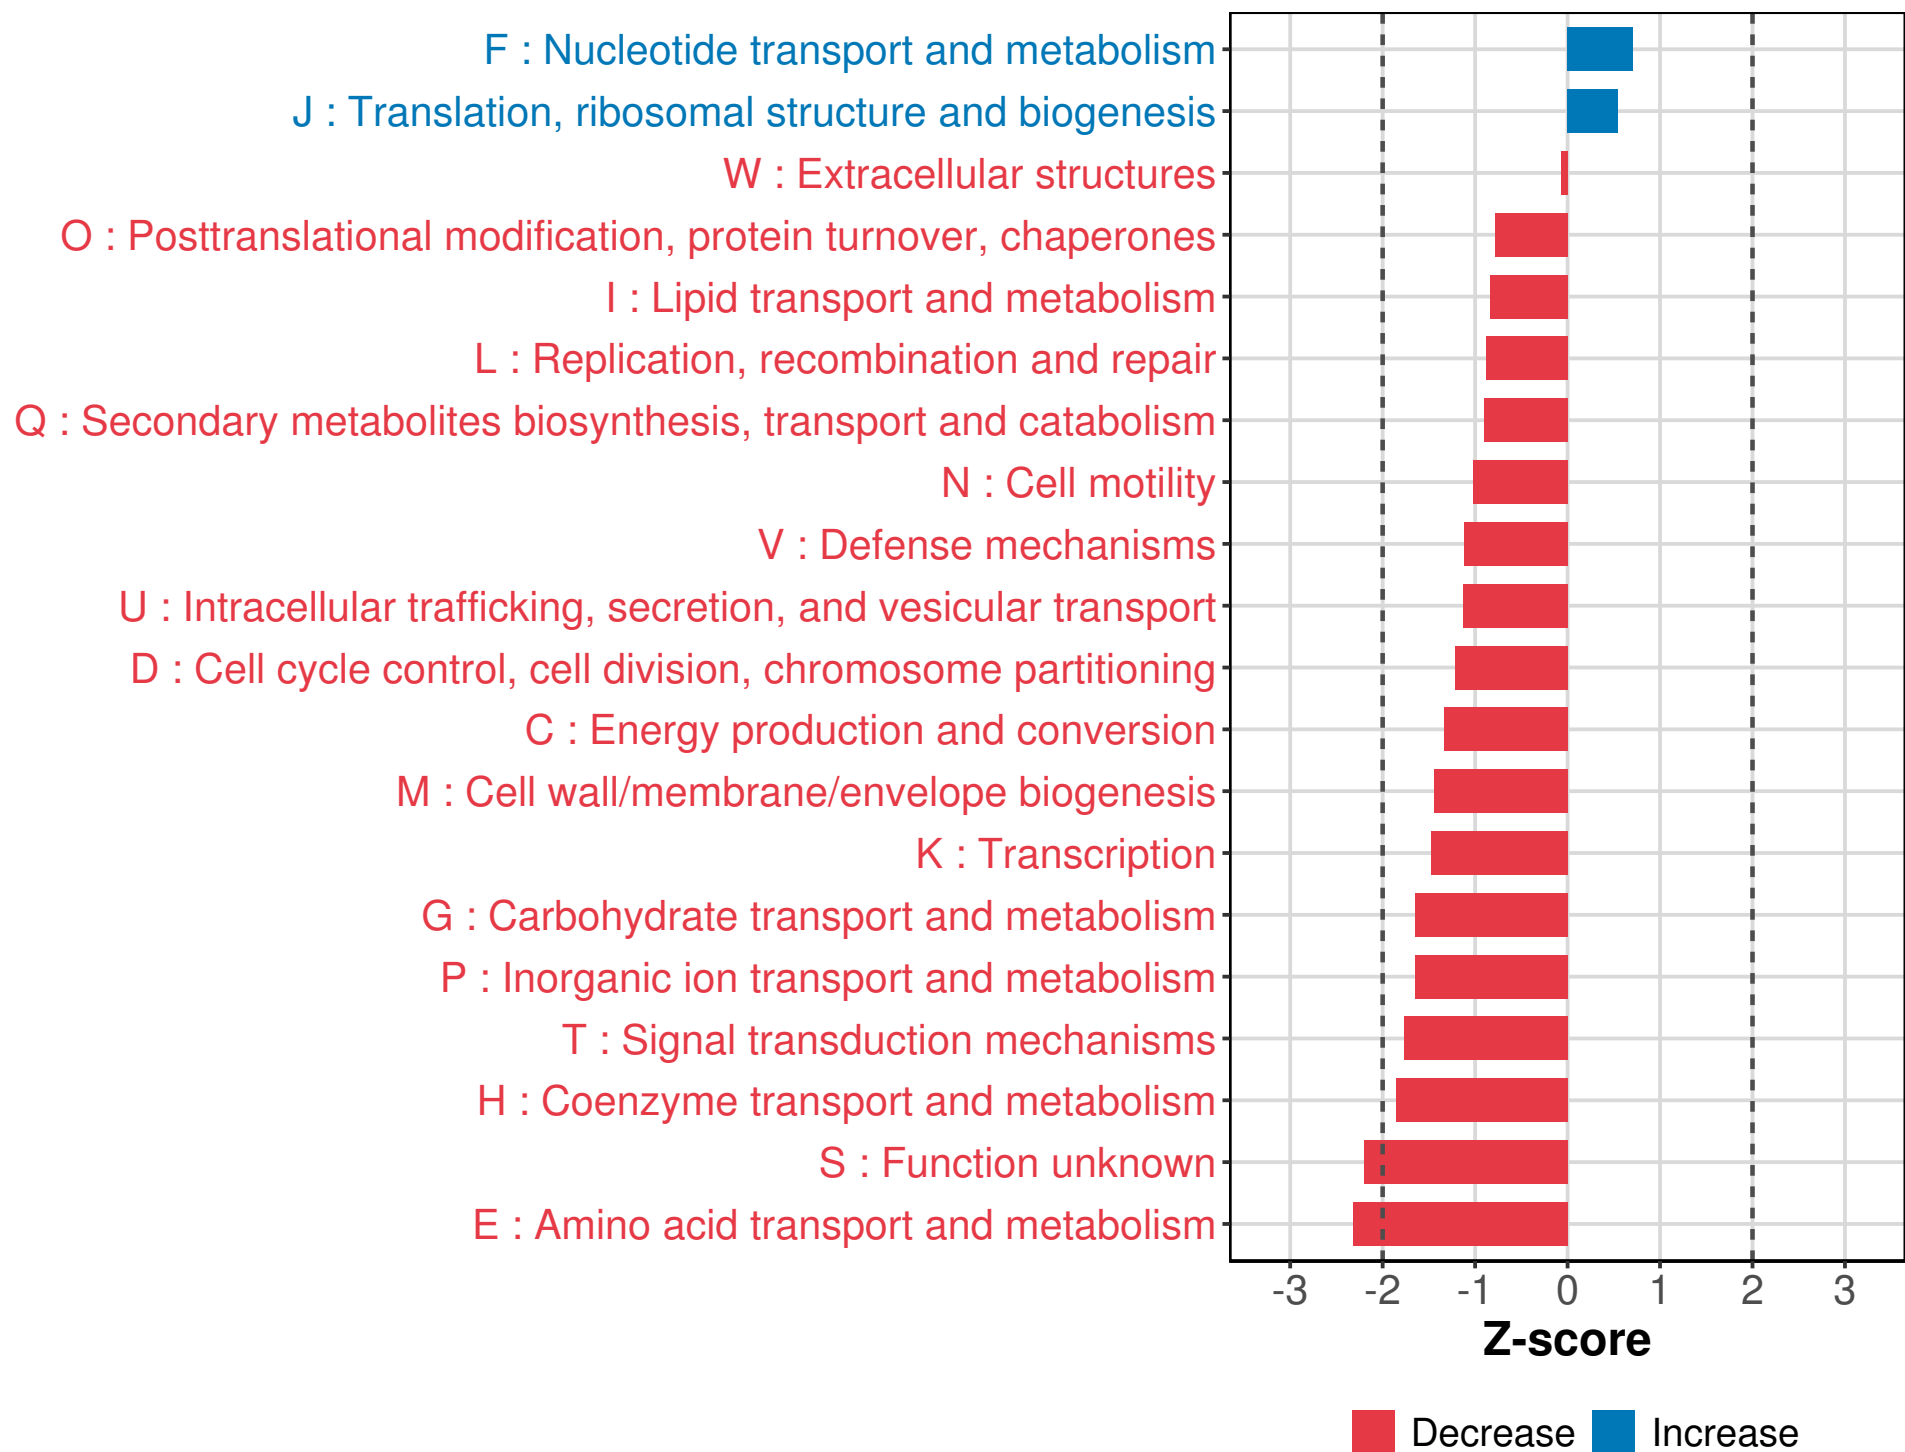 F : Nucleotide transport and metabolism
J : Translation, ribosomal structure and biogenesis
W : Extracellular structures
O : Posttranslational modification, protein turnover, chaperones
I : Lipid transport and metabolism
L : Replication, recombination and repair
Q : Secondary metabolites biosynthesis, transport and catabolism
N : Cell motility
V : Defense mechanisms
U : Intracellular trafficking, secretion, and vesicular transport
D : Cell cycle control, cell division, chromosome partitioning
C : Energy production and conversion
M : Cell wall/membrane/envelope biogenesis
K : Transcription
G : Carbohydrate transport and metabolism
P : Inorganic ion transport and metabolism
T : Signal transduction mechanisms
H : Coenzyme transport and metabolism
S : Function unknown
E : Amino acid transport and metabolism
-3 -2 -1 0 1 2 3
Z-score
Decrease Increase